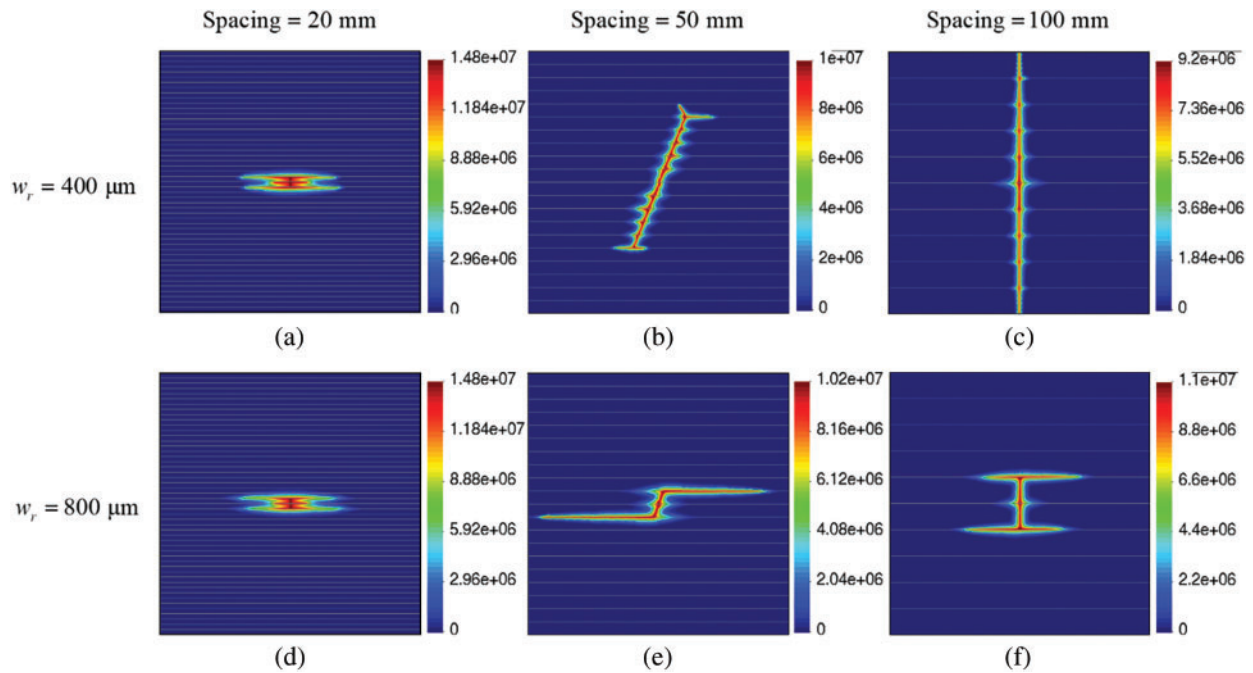 Spacing = 20 mm
Spacing = 50 mm
Spacing = 100 mm
w_r = 400 μm
1.48e+07
1.184e+07
8.88e+06
5.92e+06
2.96e+06
0
(a)
1e+07
8e+06
6e+06
4e+06
2e+06
0
(b)
9.2e+06
7.36e+06
5.52e+06
3.68e+06
1.84e+06
0
(c)
w_r = 800 μm
1.48e+07
1.184e+07
8.88e+06
5.92e+06
2.96e+06
0
(d)
1.02e+07
8.16e+06
6.12e+06
4.08e+06
2.04e+06
0
(e)
1.1e+07
8.8e+06
6.6e+06
4.4e+06
2.2e+06
0
(f)